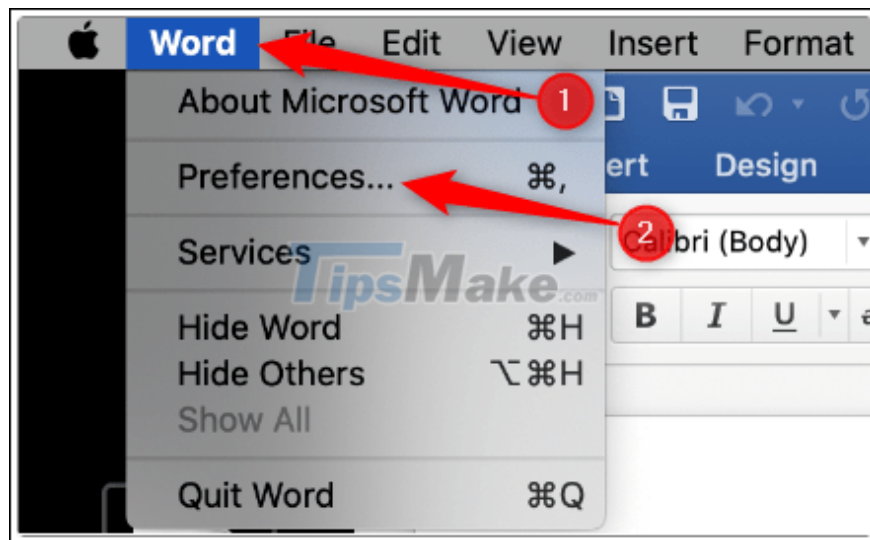 Word File Edit View Insert Format
About Microsoft Word
1
Preferences... ⌘,
ert Design
2
Calibri (Body)
Services
TipsMake.com
B I U
Hide Word ⌘H
Hide Others ⌥⌘H
Show All
Quit Word ⌘Q